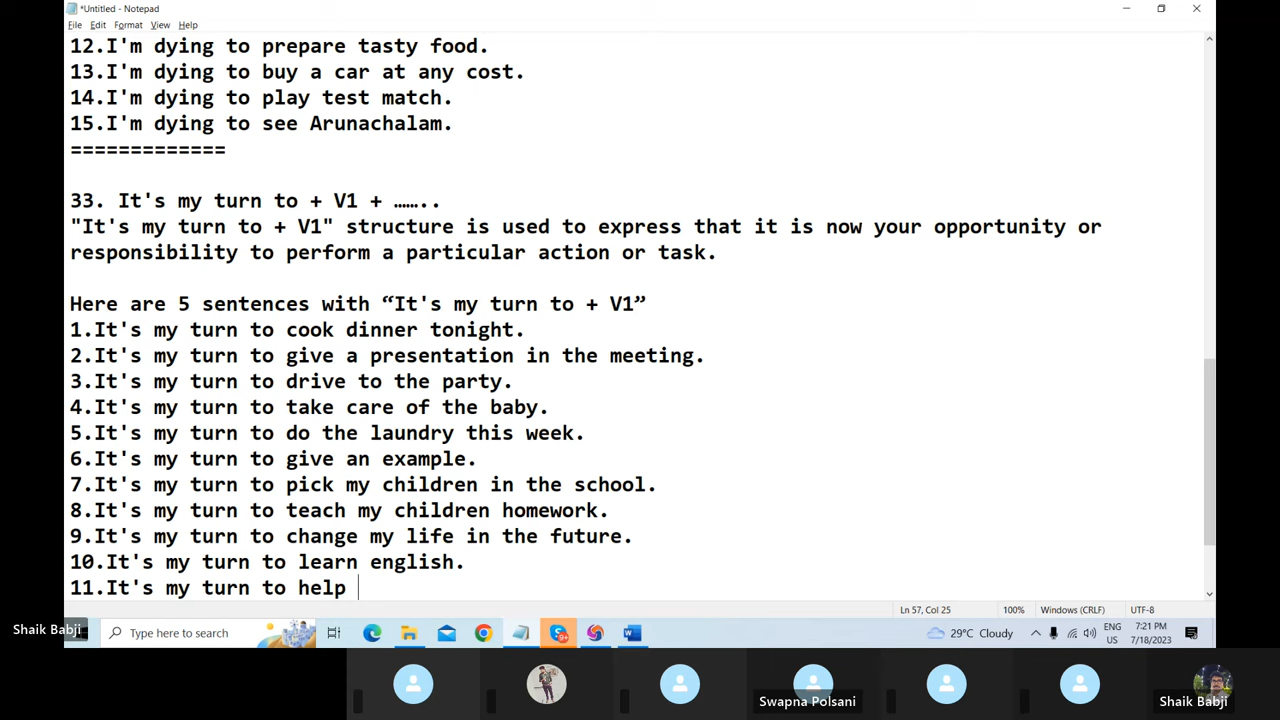 *Untitled - Notepad
File Edit Format View Help
12.I'm dying to prepare tasty food.
13.I'm dying to buy a car at any cost.
14.I'm dying to play test match.
15.I'm dying to see Arunachalam.
=============
33. It's my turn to + V1 + ……..
"It's my turn to + V1" structure is used to express that it is now your opportunity or
responsibility to perform a particular action or task.
Here are 5 sentences with “It's my turn to + V1”
1.It's my turn to cook dinner tonight.
2.It's my turn to give a presentation in the meeting.
3.It's my turn to drive to the party.
4.It's my turn to take care of the baby.
5.It's my turn to do the laundry this week.
6.It's my turn to give an example.
7.It's my turn to pick my children in the school.
8.It's my turn to teach my children homework.
9.It's my turn to change my life in the future.
10.It's my turn to learn english.
11.It's my turn to help
Ln 57, Col 25 100% Windows (CRLF) UTF-8
Shaik Babji
Type here to search
29°C Cloudy
ENG
US
7:21 PM
7/18/2023
Swapna Polsani
Shaik Babji